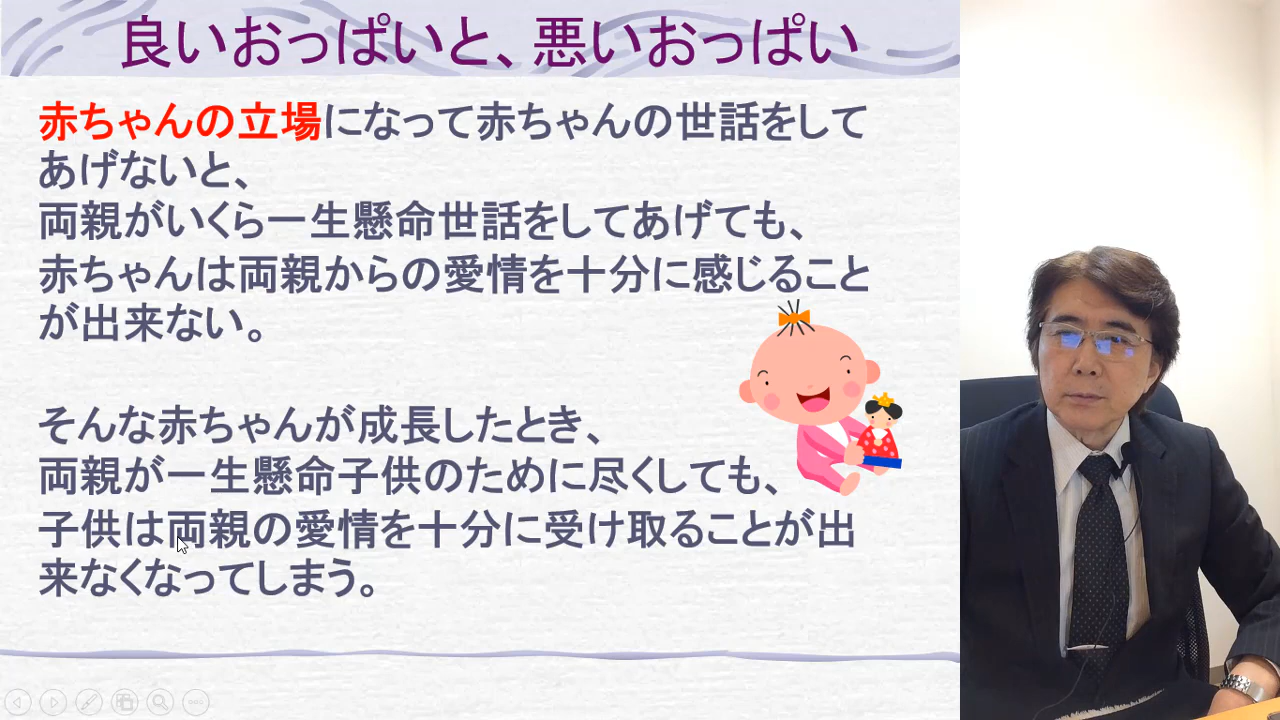 良いおっぱいと、悪いおっぱい
赤ちゃんの立場になって赤ちゃんの世話をして
あげないと、
両親がいくら一生懸命世話をしてあげても、
赤ちゃんは両親からの愛情を十分に感じること
が出来ない。
そんな赤ちゃんが成長したとき、
両親が一生懸命子供のために尽くしても、
子供は両親の愛情を十分に受け取ることが出
来なくなってしまう。